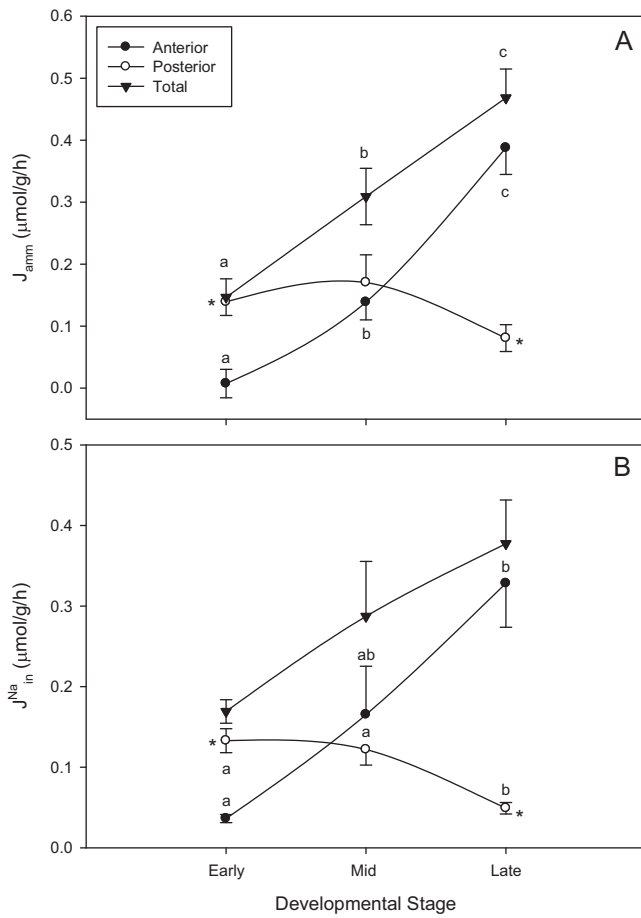 A
Anterior
Posterior
Total
0.6
0.5
0.4
0.3
0.2
0.1
0.0
J_amm (μmol/g/h)
a
*
a
b
b
c
c
*
B
0.5
0.4
0.3
0.2
0.1
0.0
J^Na_in (μmol/g/h)
*
a
a
ab
a
b
b
*
Early Mid Late
Developmental Stage